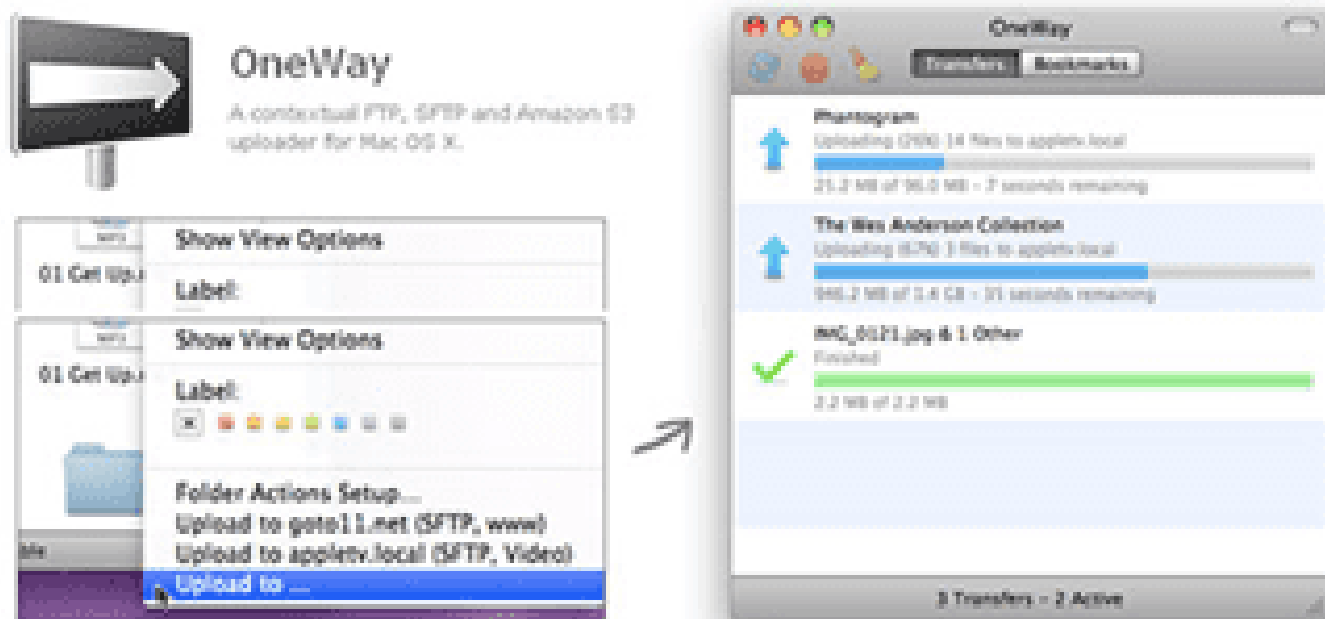 OneWay
A contextual FTP, SFTP and Amazon S3
uploader for Mac OS X.
MP3
01 Get Up.
Show View Options
Label:
MP3
01 Get Up.
Show View Options
Label:
Folder Actions Setup...
Upload to goto11.net (SFTP, www)
Upload to appletv.local (SFTP, Video)
Upload to ...
ble
OneWay
Transfers Bookmarks
Phantogram
Uploading (26%) 14 files to appletv.local
25.2 MB of 96.0 MB - 7 seconds remaining
The Wes Anderson Collection
Uploading (67%) 3 files to appletv.local
946.2 MB of 1.4 GB - 35 seconds remaining
IMG_0121.jpg & 1 Other
Finished
2.2 MB of 2.2 MB
3 Transfers - 2 Active